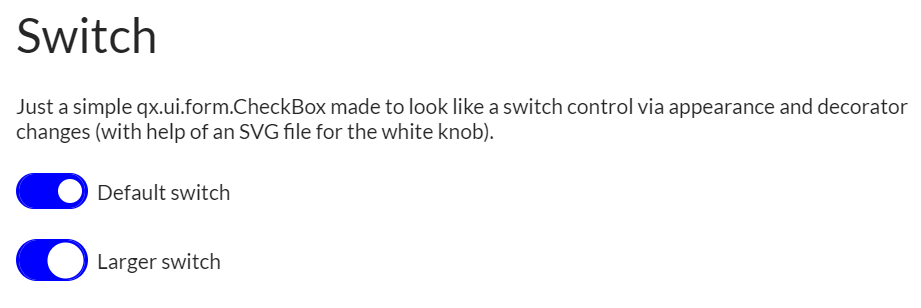 Switch
Just a simple qx.ui.form.CheckBox made to look like a switch control via appearance and decorator
changes (with help of an SVG file for the white knob).
Default switch
Larger switch